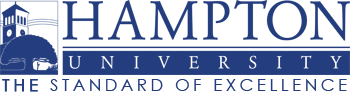 HAMPTON
UNIVERSITY
THE STANDARD OF EXCELLENCE